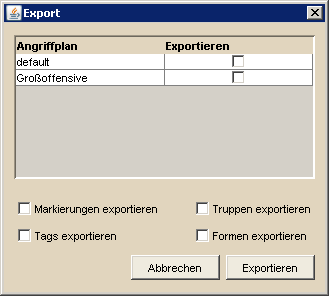 Export
Angriffplan Exportieren
default
Großoffensive
Markierungen exportieren Truppen exportieren
Tags exportieren Formen exportieren
Abbrechen Exportieren